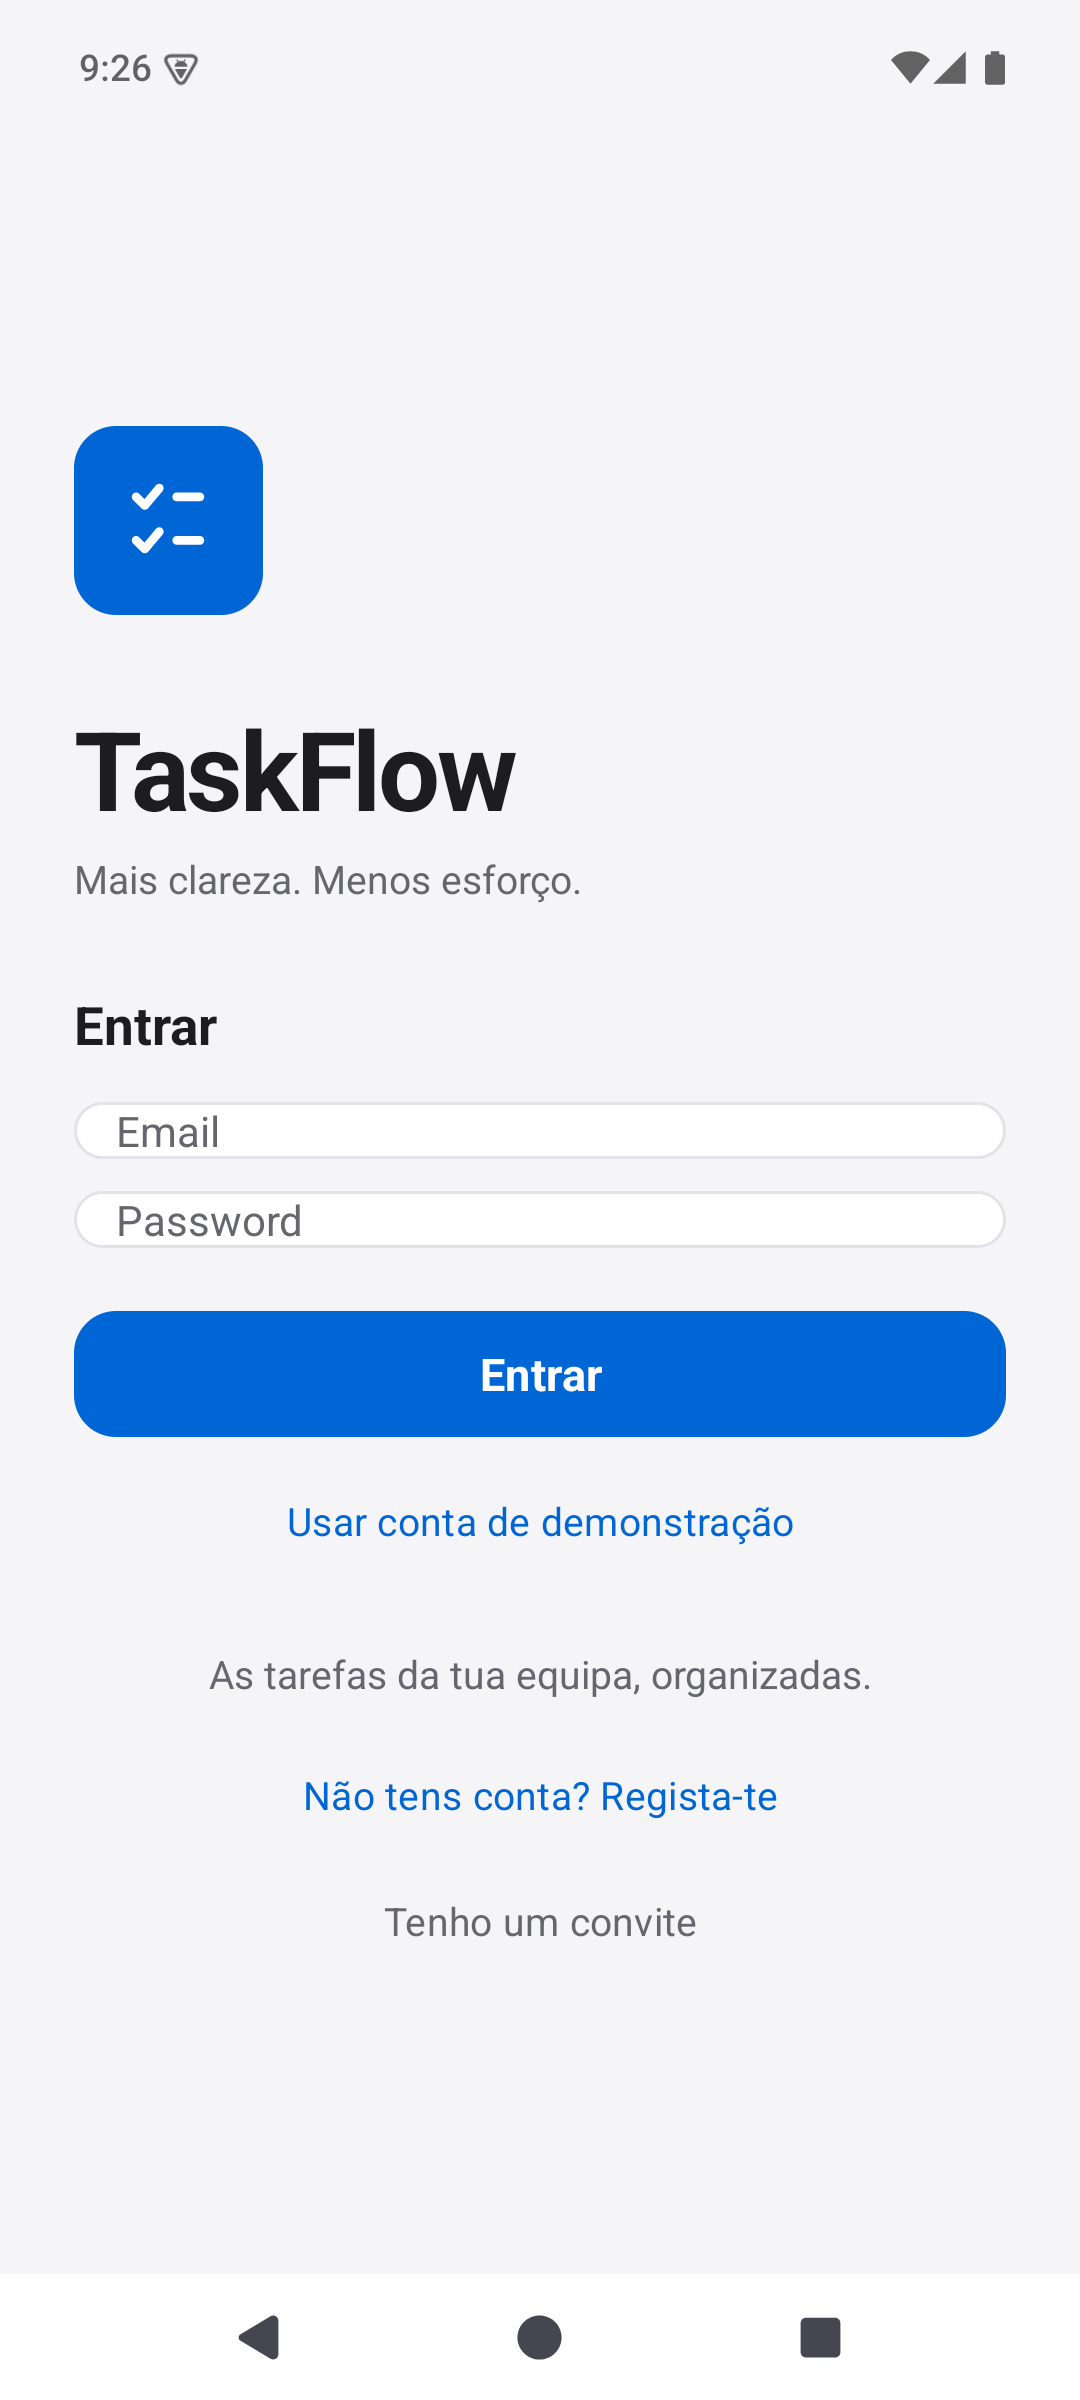 9:26
TaskFlow
Mais clareza. Menos esforço.
Entrar
Email
Password
Entrar
Usar conta de demonstração
As tarefas da tua equipa, organizadas.
Não tens conta? Regista-te
Tenho um convite